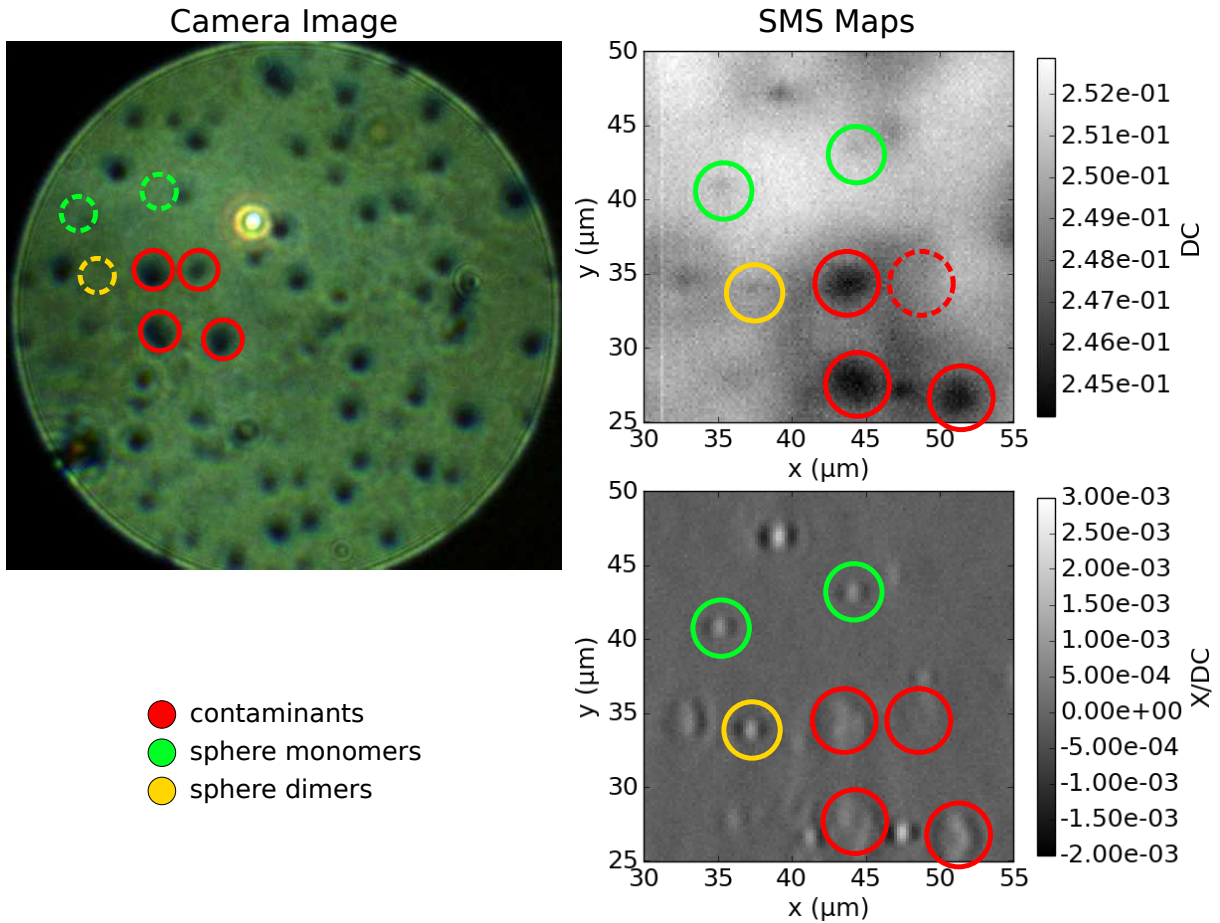 Camera Image
SMS Maps
50
45
40
35
30
25
y (μm)
30 35 40 45 50 55
x (μm)
2.52e-01
2.51e-01
2.50e-01
2.49e-01
2.48e-01
2.47e-01
2.46e-01
2.45e-01
DC
50
45
40
35
30
25
y (μm)
30 35 40 45 50 55
x (μm)
3.00e-03
2.50e-03
2.00e-03
1.50e-03
1.00e-03
5.00e-04
0.00e+00
-5.00e-04
-1.00e-03
-1.50e-03
-2.00e-03
X/DC
contaminants
sphere monomers
sphere dimers